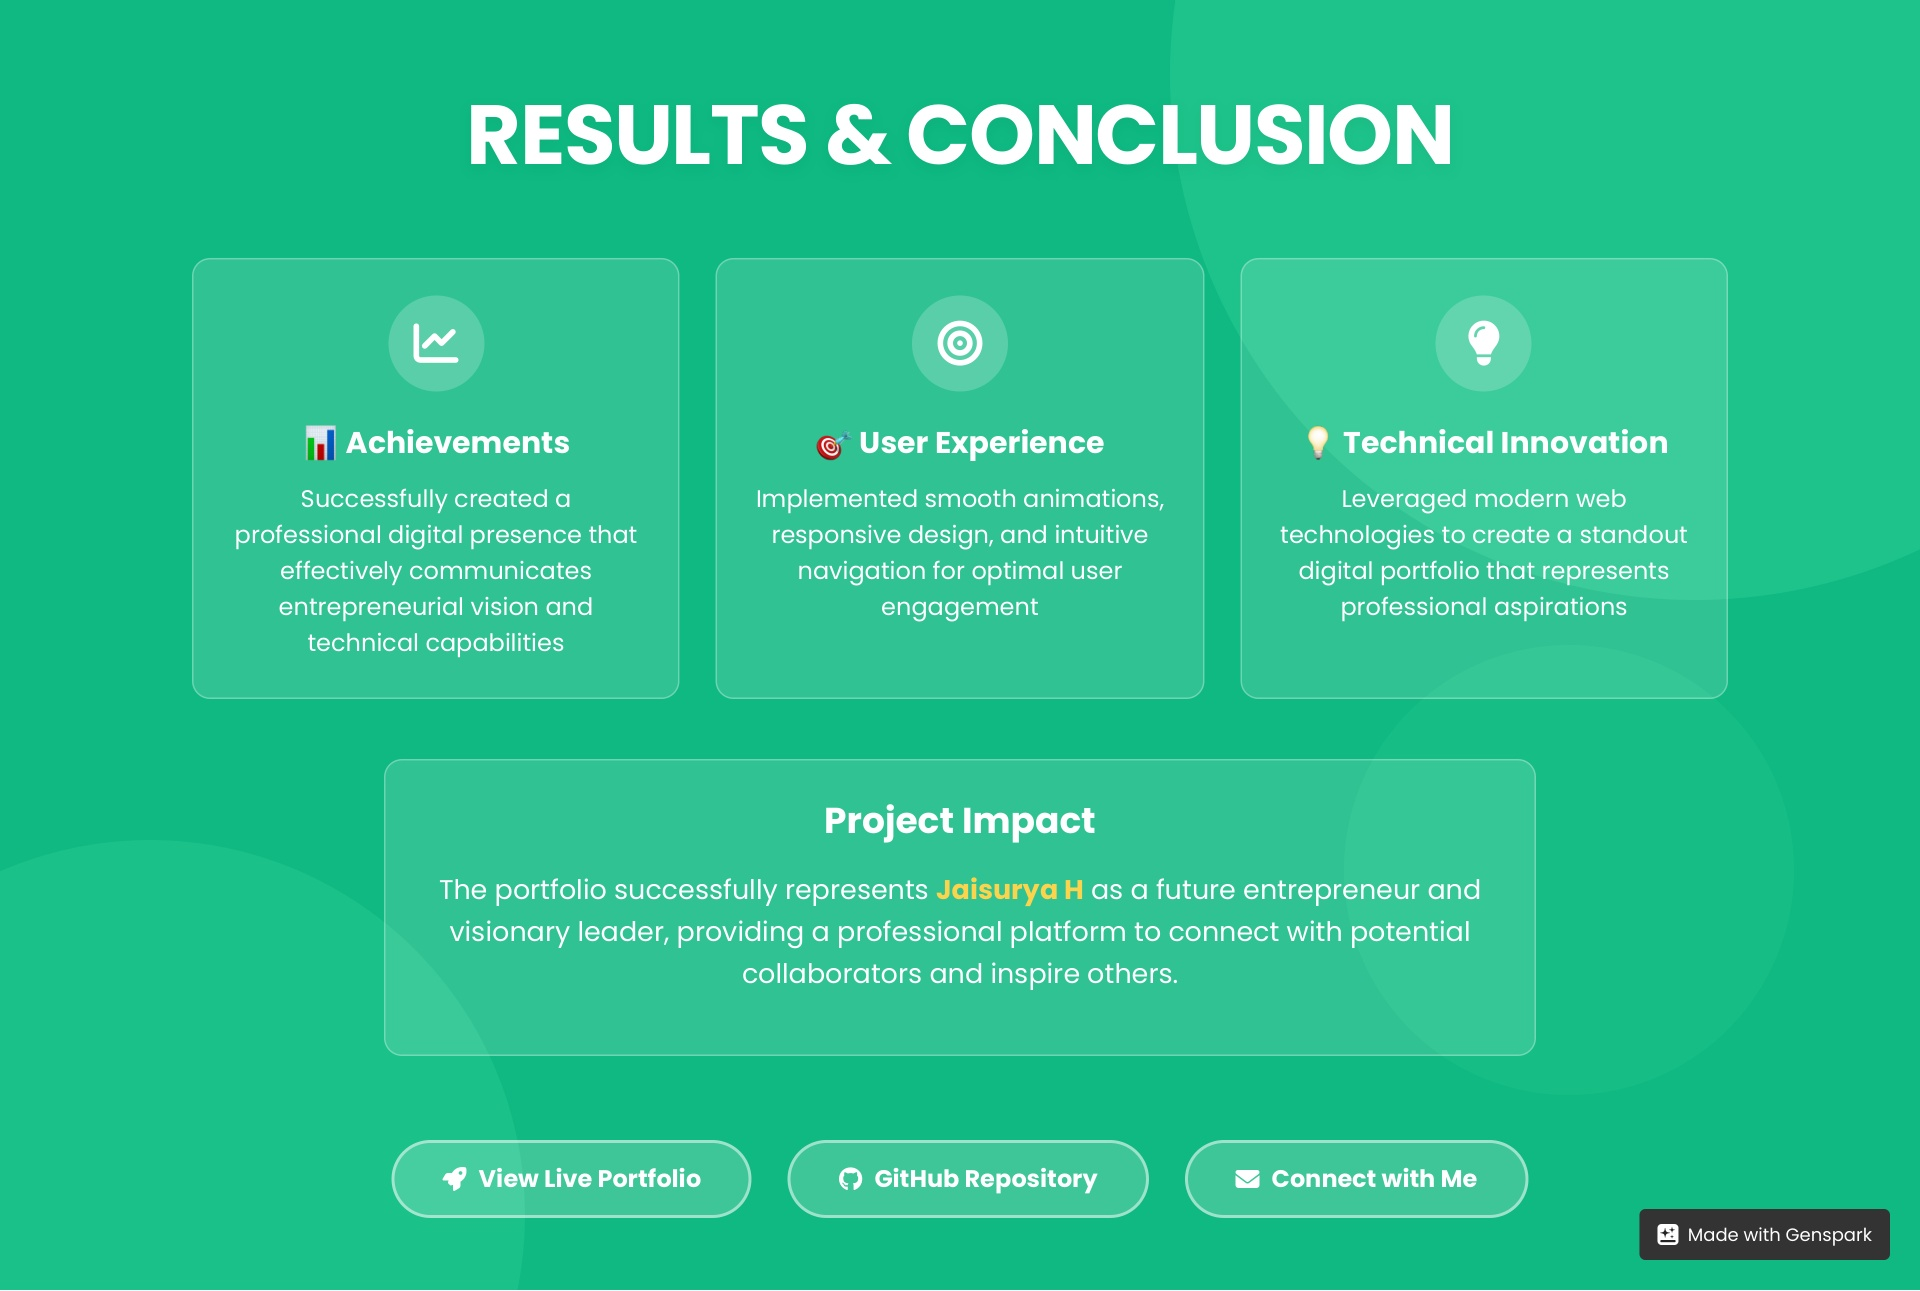 RESULTS & CONCLUSION
📊 Achievements
Successfully created a
professional digital presence that
effectively communicates
entrepreneurial vision and
technical capabilities
🎯 User Experience
Implemented smooth animations,
responsive design, and intuitive
navigation for optimal user
engagement
💡 Technical Innovation
Leveraged modern web
technologies to create a standout
digital portfolio that represents
professional aspirations
Project Impact
The portfolio successfully represents Jaisurya H as a future entrepreneur and
visionary leader, providing a professional platform to connect with potential
collaborators and inspire others.
View Live Portfolio
GitHub Repository
Connect with Me
Made with Genspark